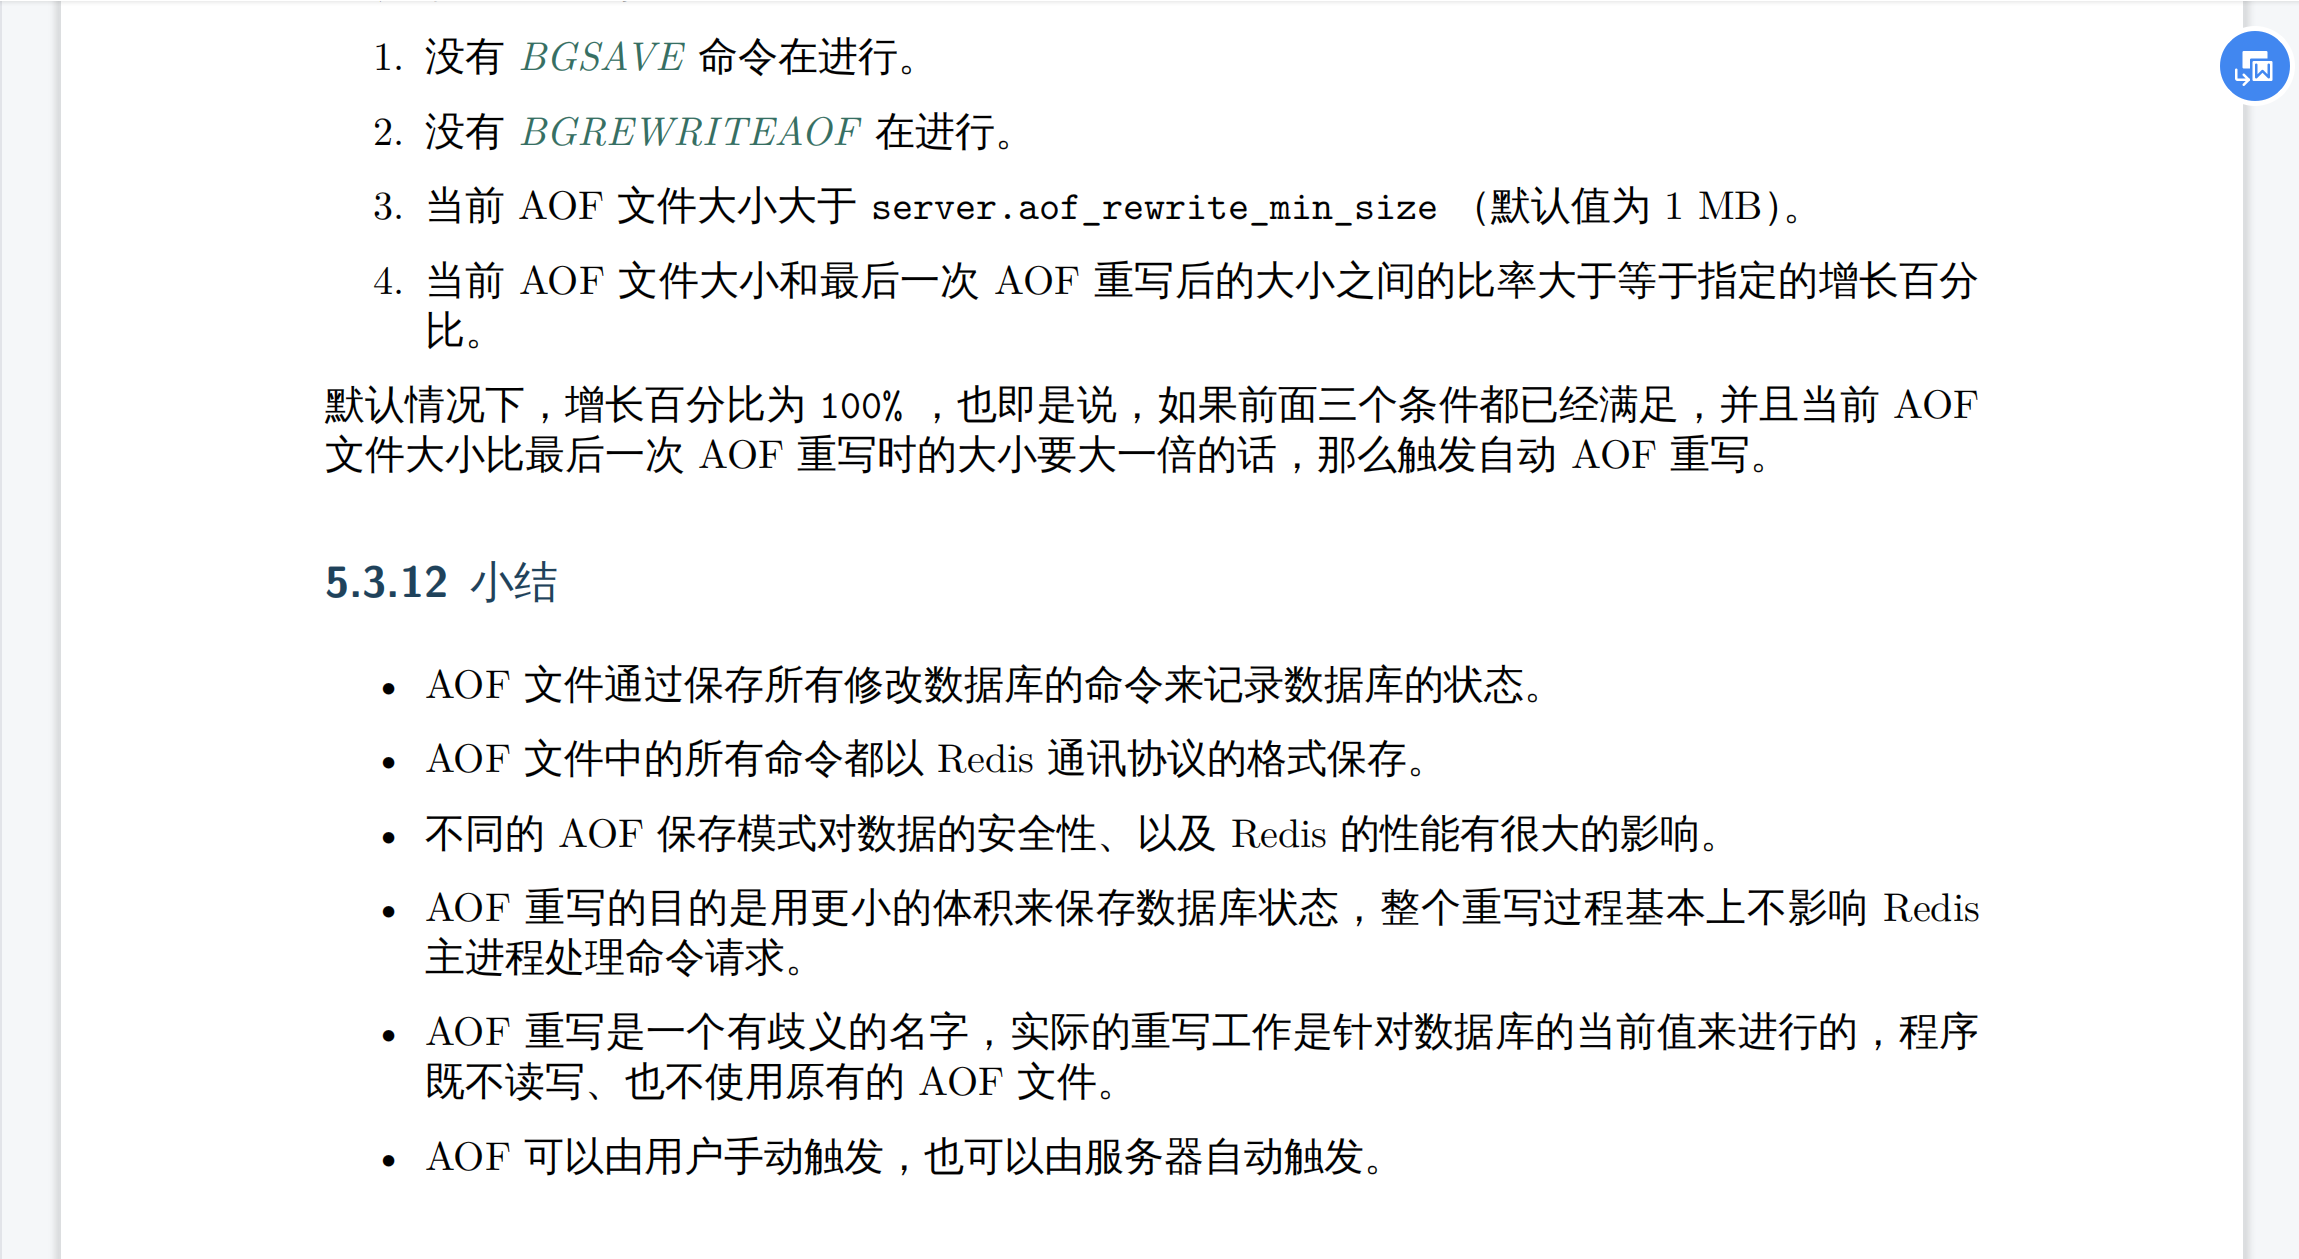 1. 没有 BGSAVE 命令在进行。
2. 没有 BGREWRITEAOF 在进行。
3. 当前 AOF 文件大小大于 server.aof_rewrite_min_size （默认值为 1 MB）。
4. 当前 AOF 文件大小和最后一次 AOF 重写后的大小之间的比率大于等于指定的增长百分
比。
默认情况下，增长百分比为 100% ，也即是说，如果前面三个条件都已经满足，并且当前 AOF
文件大小比最后一次 AOF 重写时的大小要大一倍的话，那么触发自动 AOF 重写。
5.3.12 小结
• AOF 文件通过保存所有修改数据库的命令来记录数据库的状态。
• AOF 文件中的所有命令都以 Redis 通讯协议的格式保存。
• 不同的 AOF 保存模式对数据的安全性、以及 Redis 的性能有很大的影响。
• AOF 重写的目的是用更小的体积来保存数据库状态，整个重写过程基本上不影响 Redis
主进程处理命令请求。
• AOF 重写是一个有歧义的名字，实际的重写工作是针对数据库的当前值来进行的，程序
既不读写、也不使用原有的 AOF 文件。
• AOF 可以由用户手动触发，也可以由服务器自动触发。